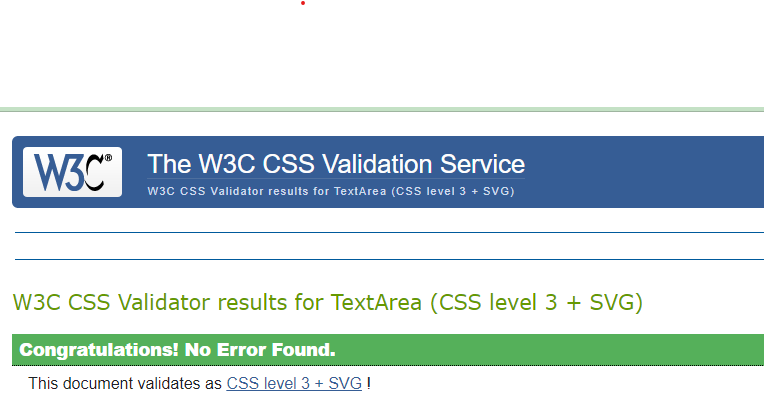 W3C®
The W3C CSS Validation Service
W3C CSS Validator results for TextArea (CSS level 3 + SVG)
W3C CSS Validator results for TextArea (CSS level 3 + SVG)
Congratulations! No Error Found.
This document validates as CSS level 3 + SVG !